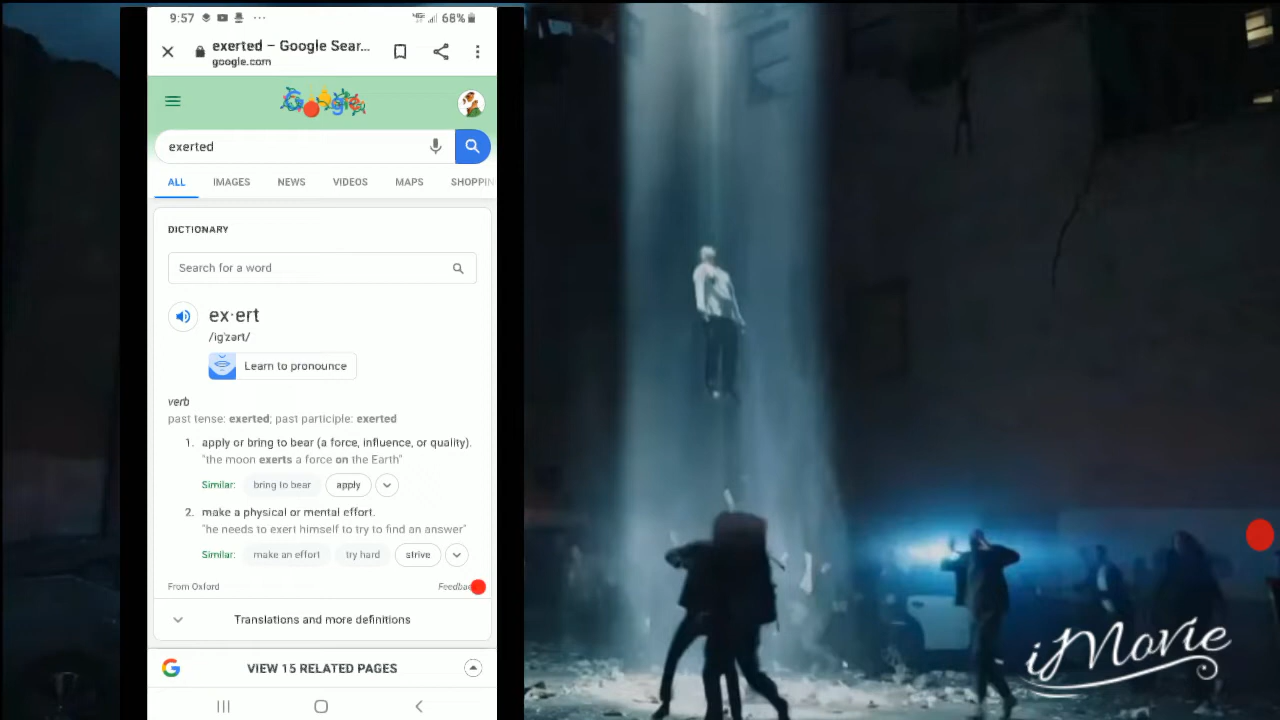 9:57 68%
exerted – Google Sear...
google.com
Google
exerted
ALL IMAGES NEWS VIDEOS MAPS SHOPPIN
DICTIONARY
Search for a word
ex·ert
/iɡˈzərt/
Learn to pronounce
verb
past tense: exerted; past participle: exerted
1. apply or bring to bear (a force, influence, or quality).
"the moon exerts a force on the Earth"
Similar: bring to bear apply
2. make a physical or mental effort.
"he needs to exert himself to try to find an answer"
Similar: make an effort try hard strive
From Oxford Feedba
Translations and more definitions
G VIEW 15 RELATED PAGES
iMovie